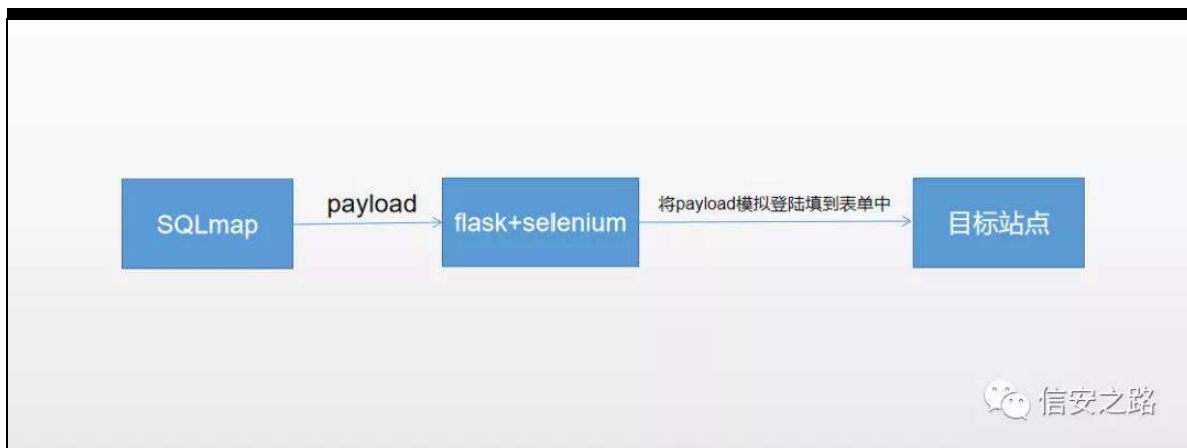 SQLmap
payload
flask+selenium
将payload模拟登陆填到表单中
目标站点
信安之路